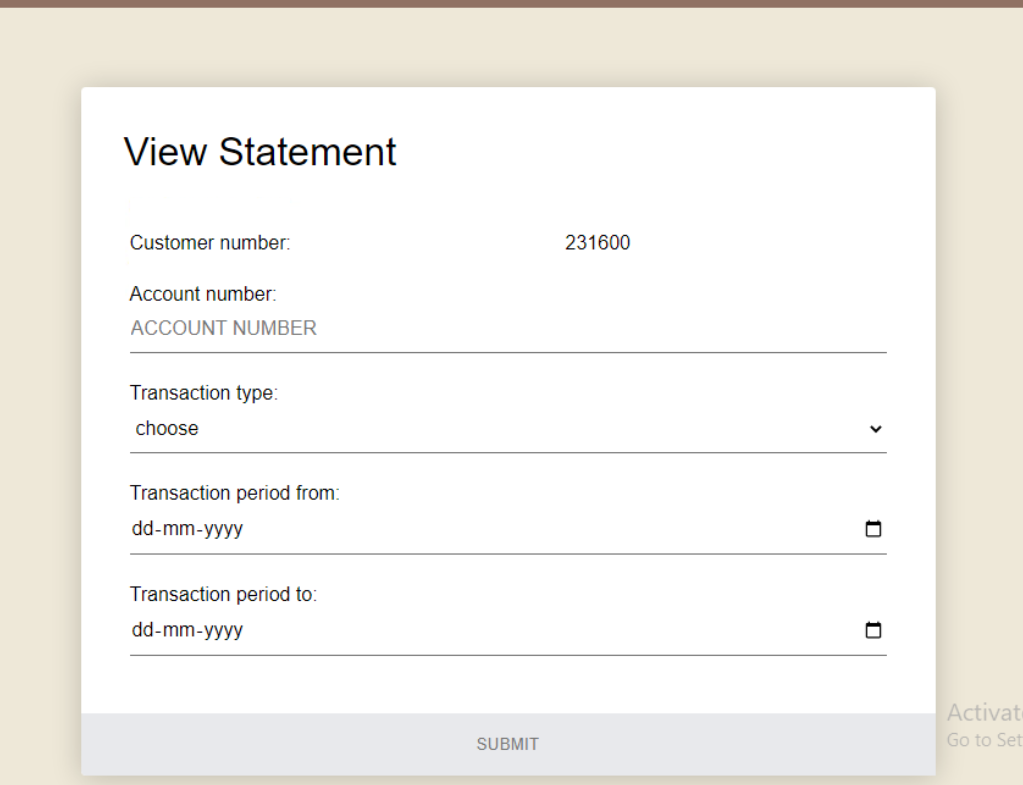 View Statement
Customer number: 231600
Account number:
ACCOUNT NUMBER
Transaction type:
choose
Transaction period from:
dd-mm-yyyy
Transaction period to:
dd-mm-yyyy
SUBMIT
Activate
Go to Set